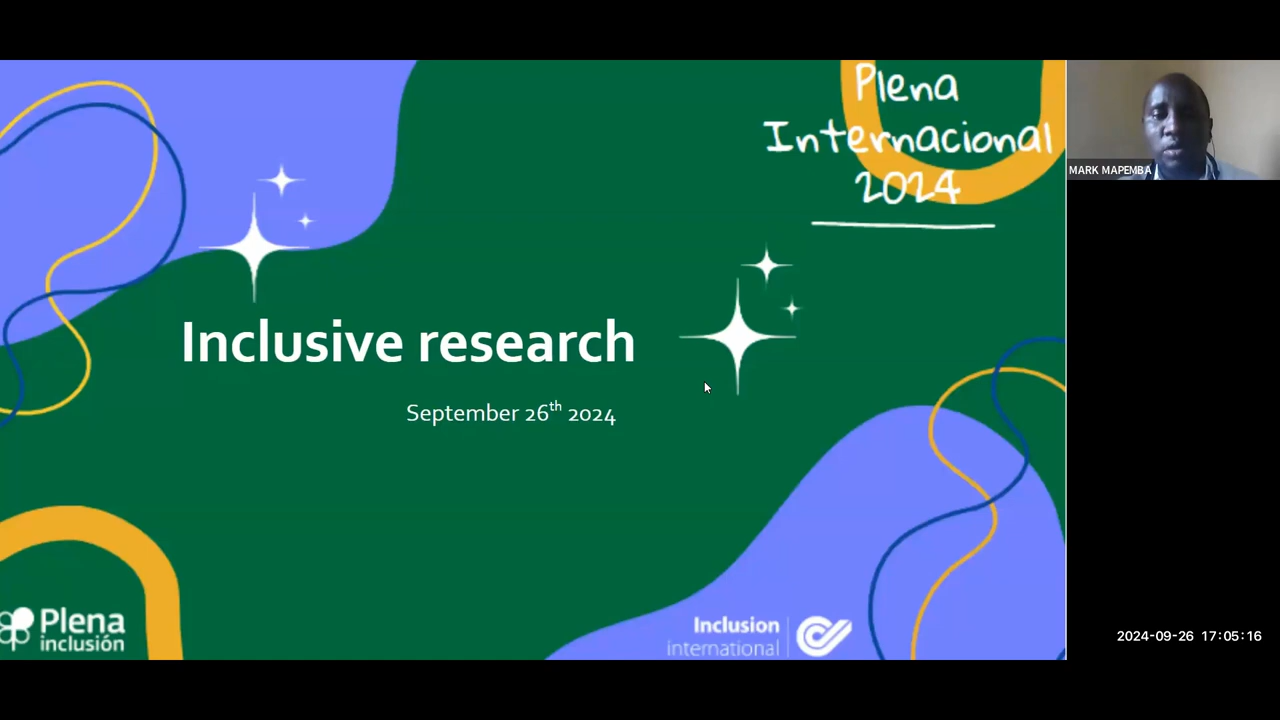 Plena
Internacional
2024
MARK MAPEMBA
Inclusive research
September 26th 2024
Plena
inclusión
Inclusion
international
2024-09-26 17:05:16